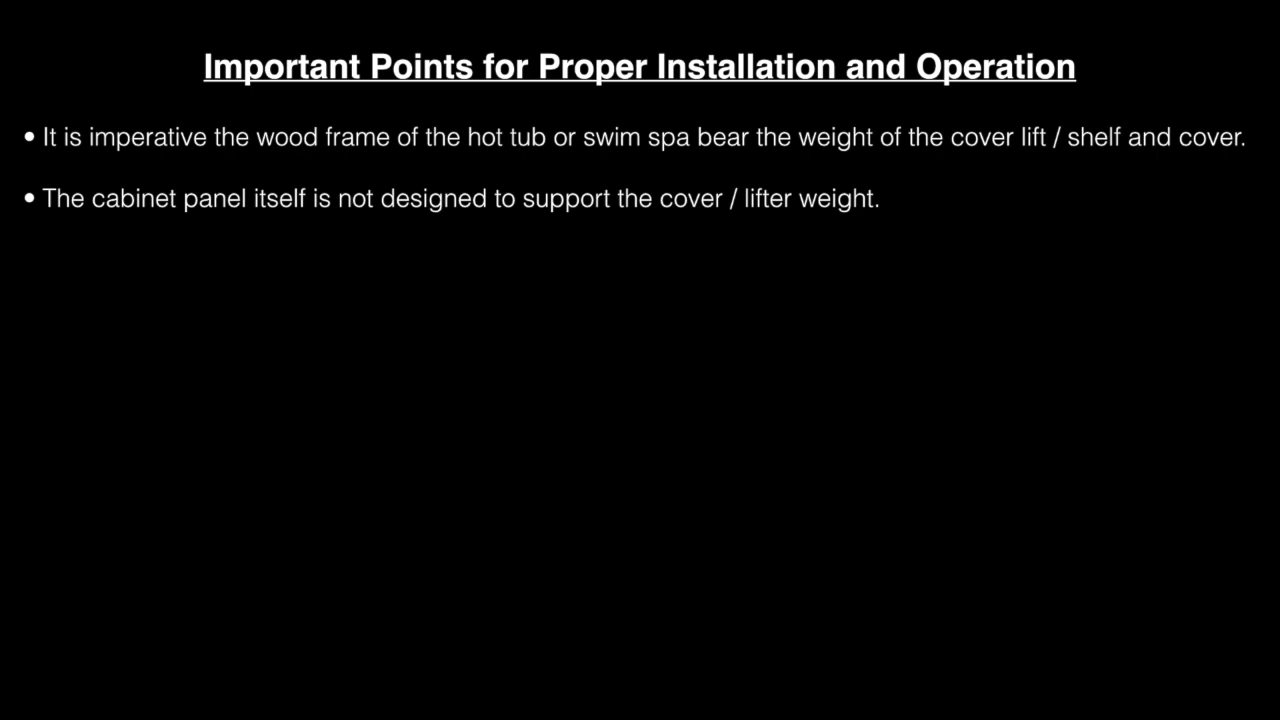 Important Points for Proper Installation and Operation
• It is imperative the wood frame of the hot tub or swim spa bear the weight of the cover lift / shelf and cover.
• The cabinet panel itself is not designed to support the cover / lifter weight.